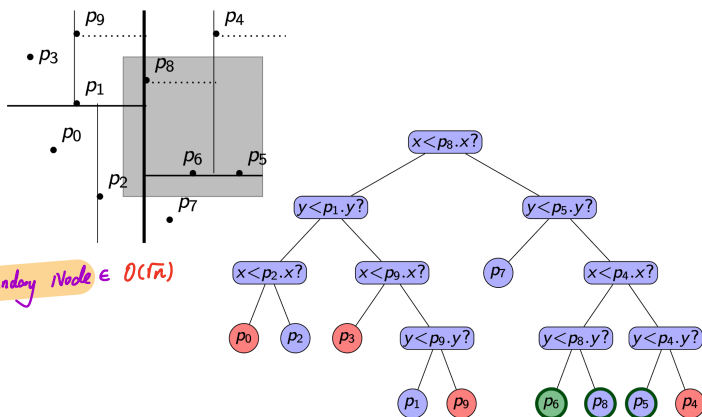 p9
p4
p3
p8
p1
p0
p6
p5
p2
p7
x<p8.x?
y<p1.y?
y<p5.y?
ndary Node ∈ O(√n)
x<p2.x?
x<p9.x?
p7
x<p4.x?
p0
p2
p3
y<p9.y?
y<p8.y?
y<p4.y?
p1
p9
p6
p8
p5
p4